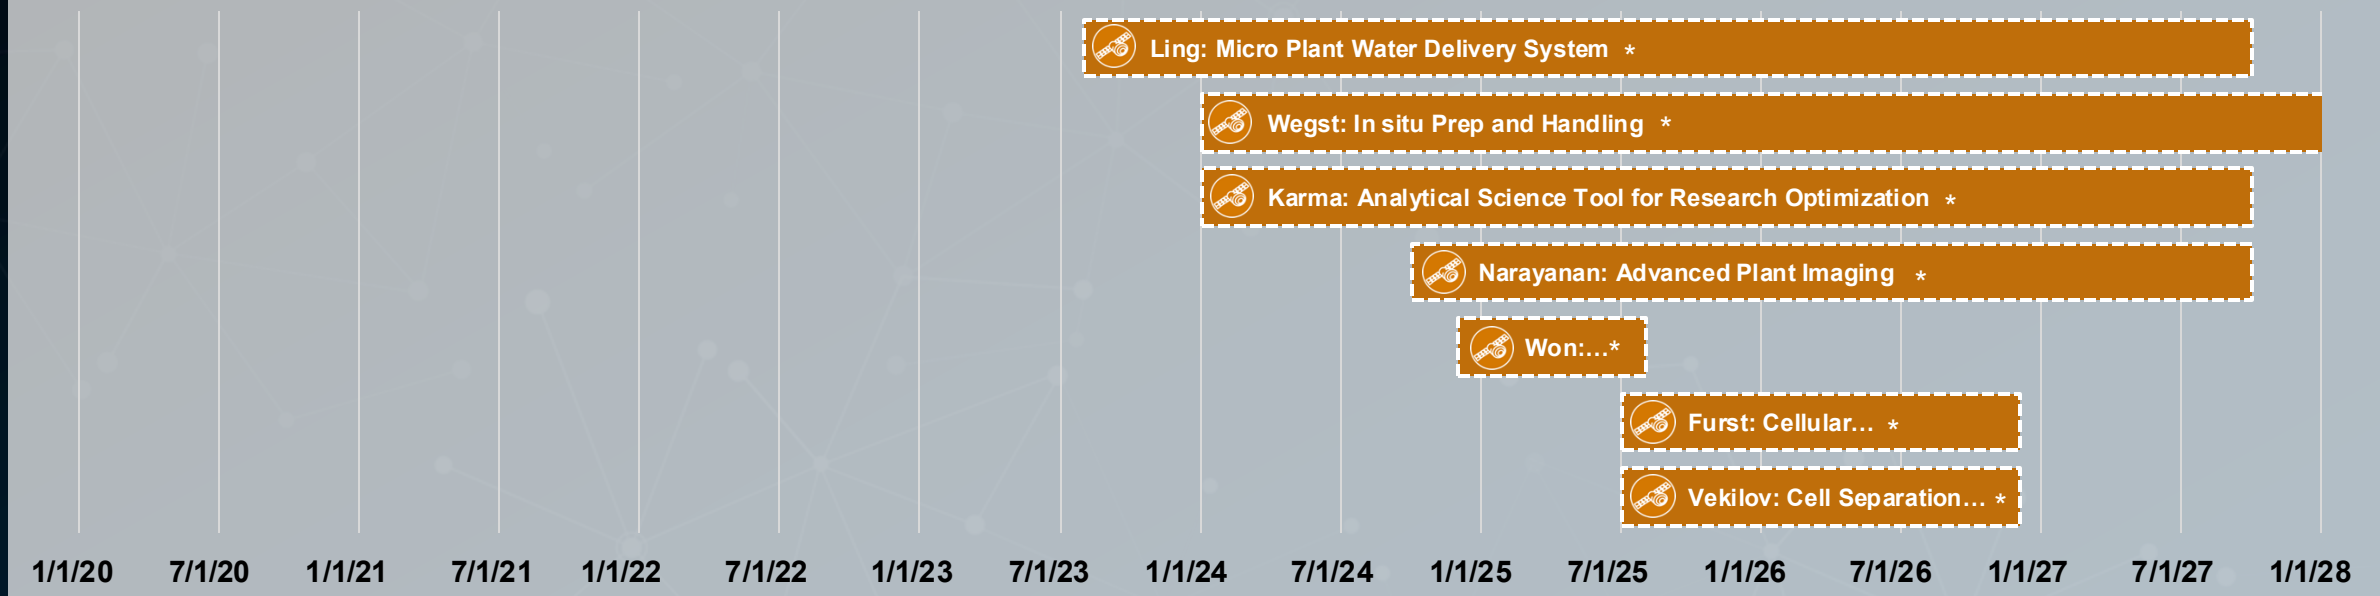 Ling: Micro Plant Water Delivery System *
Wegst: In situ Prep and Handling *
Karma: Analytical Science Tool for Research Optimization *
Narayanan: Advanced Plant Imaging *
Won:...*
Furst: Cellular... *
Vekilov: Cell Separation... *
1/1/20 7/1/20 1/1/21 7/1/21 1/1/22 7/1/22 1/1/23 7/1/23 1/1/24 7/1/24 1/1/25 7/1/25 1/1/26 7/1/26 1/1/27 7/1/27 1/1/28